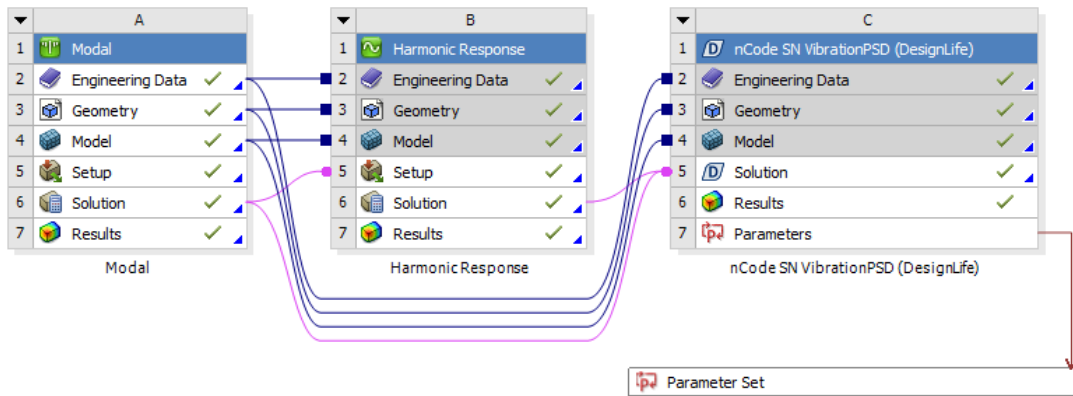 A
1 Modal
2 Engineering Data
3 Geometry
4 Model
5 Setup
6 Solution
7 Results
Modal
B
1 Harmonic Response
2 Engineering Data
3 Geometry
4 Model
5 Setup
6 Solution
7 Results
Harmonic Response
C
1 nCode SN VibrationPSD (DesignLife)
2 Engineering Data
3 Geometry
4 Model
5 Solution
6 Results
7 Parameters
nCode SN VibrationPSD (DesignLife)
Parameter Set